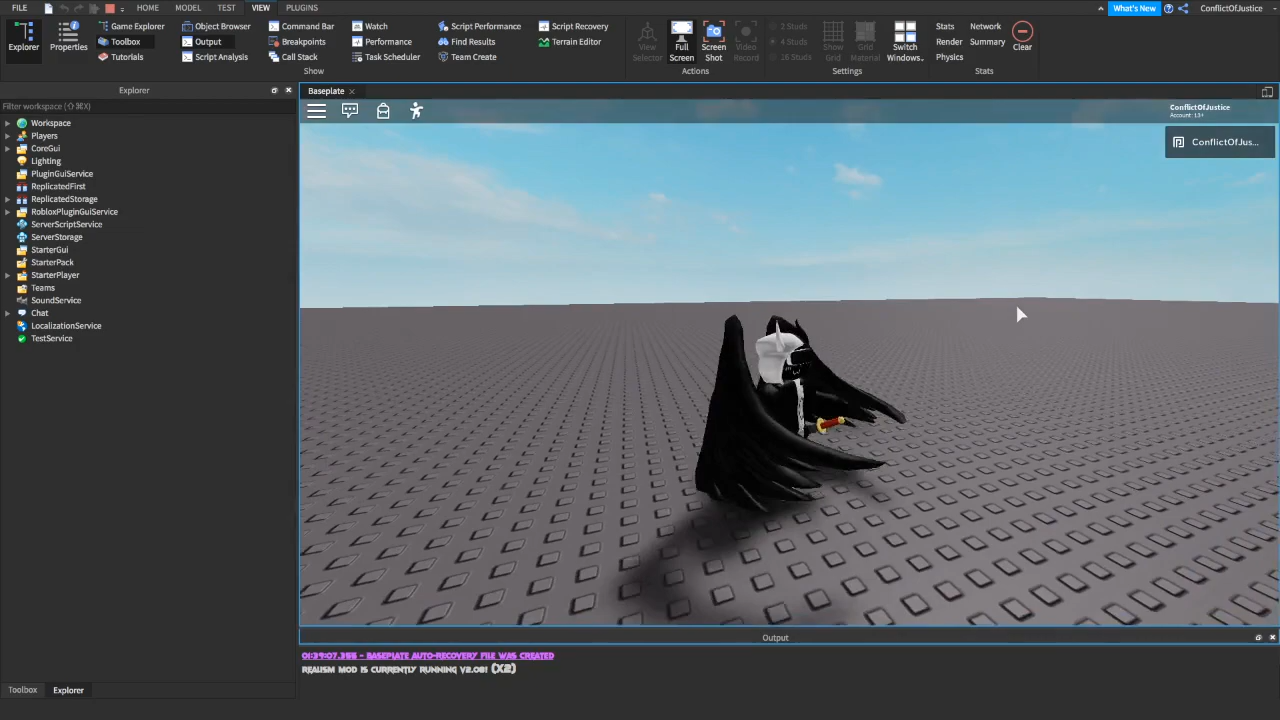 FILE HOME MODEL TEST VIEW PLUGINS What's New ConflictOfJustice
Explorer
Properties
Game Explorer Object Browser Command Bar Watch Script Performance Script Recovery
Toolbox Output Breakpoints Performance Find Results Terrain Editor
Tutorials Script Analysis Call Stack Task Scheduler Team Create
Show
View Selector
Full Screen
Screen Shot
Video Record
Actions
2 Studs
4 Studs
16 Studs
Show Grid
Grid Material
Switch Windows..
Settings
Stats Network
Render Summary
Physics
Clear
Stats
Explorer
Filter workspace (⇧⌘X)
Workspace
Players
CoreGui
Lighting
PluginGuiService
ReplicatedFirst
ReplicatedStorage
RobloxPluginGuiService
ServerScriptService
ServerStorage
StarterGui
StarterPack
StarterPlayer
Teams
SoundService
Chat
LocalizationService
TestService
Toolbox Explorer
Baseplate
ConflictOfJustice
Account: 13+
ConflictOfJus...
Output
01:39:07.355 - BASEPLATE AUTO-RECOVERY FILE WAS CREATED
REALISM MOD IS CURRENTLY RUNNING V2.08! (X2)